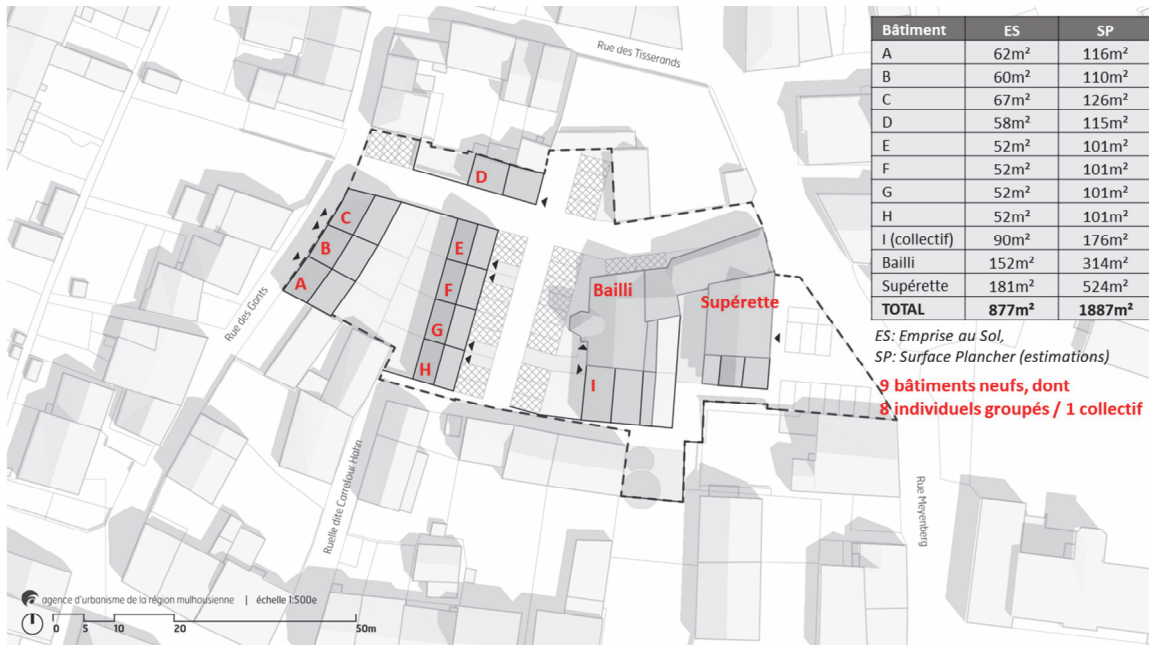 Rue des Tisserands
Bâtiment ES SP
A 62m² 116m²
B 60m² 110m²
C 67m² 126m²
D 58m² 115m²
E 52m² 101m²
F 52m² 101m²
G 52m² 101m²
H 52m² 101m²
I (collectif) 90m² 176m²
Bailli 152m² 314m²
Supérette 181m² 524m²
TOTAL 877m² 1887m²
ES: Emprise au Sol,
SP: Surface Plancher (estimations)
9 bâtiments neufs, dont
8 individuels groupés / 1 collectif
D
C
B
A
E
F
G
H
Bailli
Supérette
I
Rue des Gonts
Ruelle dite Carrefour Hahn
Rue Meyenberg
agence d'urbanisme de la région mulhousienne | échelle 1:500e
0 5 10 20 50m